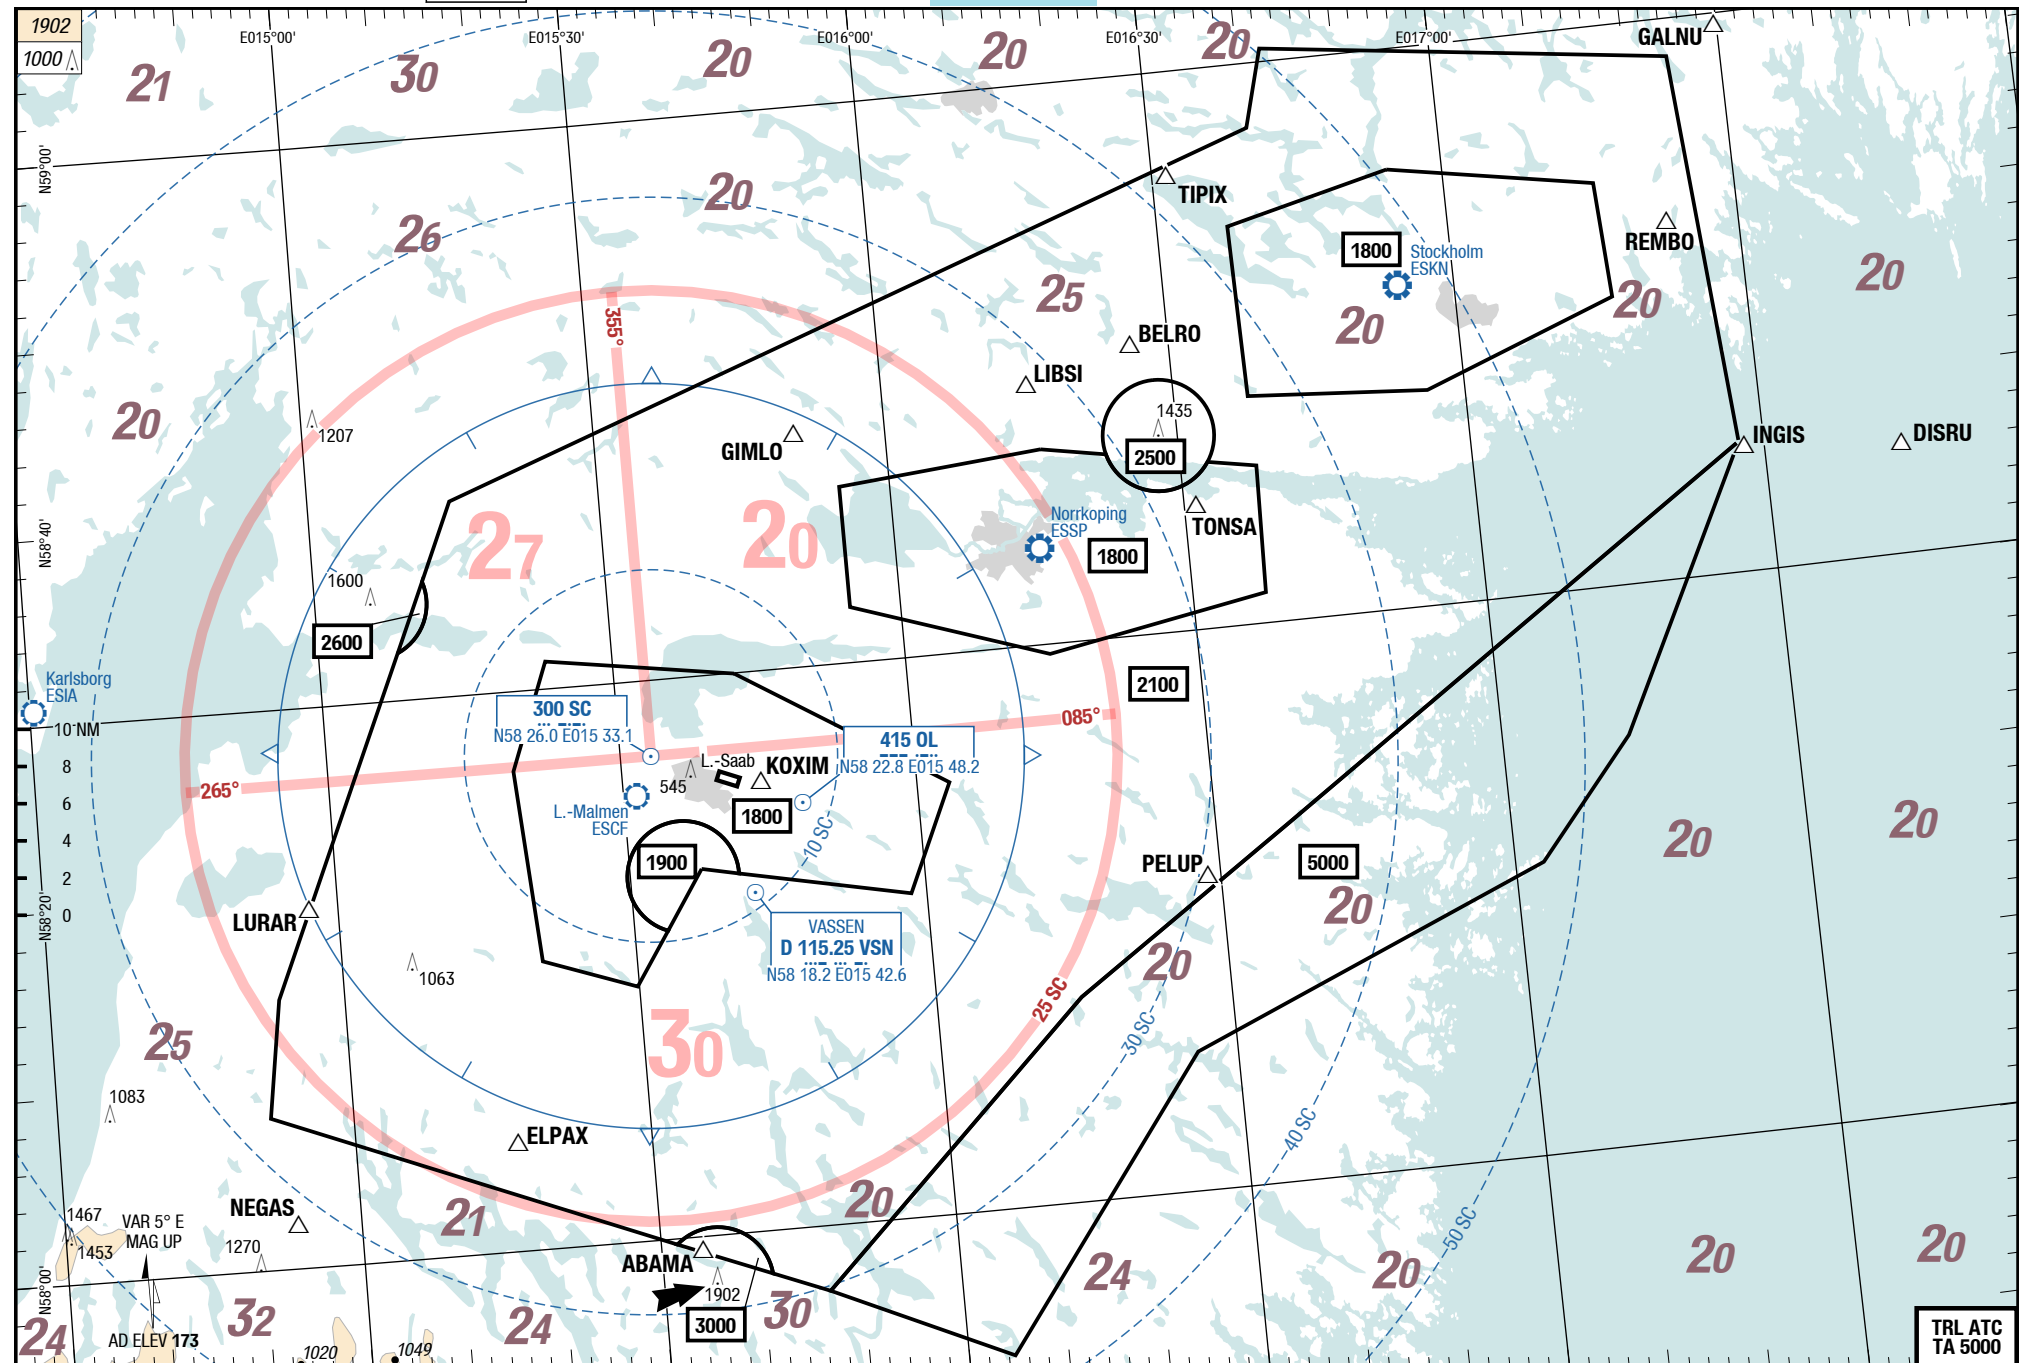 1902
1000
E015°00'
E015°30'
E016°00'
E016°30'
E017°00'
GALNU
21
30
20
20
20
N59°00'
TIPIX
20
26
1800
Stockholm
ESKN
REMBO
20
25
20
20
355°
BELRO
LIBSI
20
1207
1435
GIMLO
2500
INGIS
DISRU
27
20
Norrkoping
ESSP
TONSA
N58°40'
1800
1600
2600
Karlsborg
ESIA
2100
300 SC
N58 26.0 E015 33.1
085°
10 NM
8
6
4
2
0
415 OL
N58 22.8 E015 48.2
L.-Saab
KOXIM
545
265°
L.-Malmen
ESCF
1800
10 SC
1900
PELUP
5000
20
20
20
N58°20'
LURAR
VASSEN
D 115.25 VSN
N58 18.2 E015 42.6
1063
20
25 SC
30 SC
30
25
1083
40 SC
ELPAX
NEGAS
21
20
50 SC
1467
1453
VAR 5° E
MAG UP
1270
ABAMA
1902
3000
30
24
20
20
20
N58°00'
24
32
24
AD ELEV 173
1020
1049
TRL ATC
TA 5000